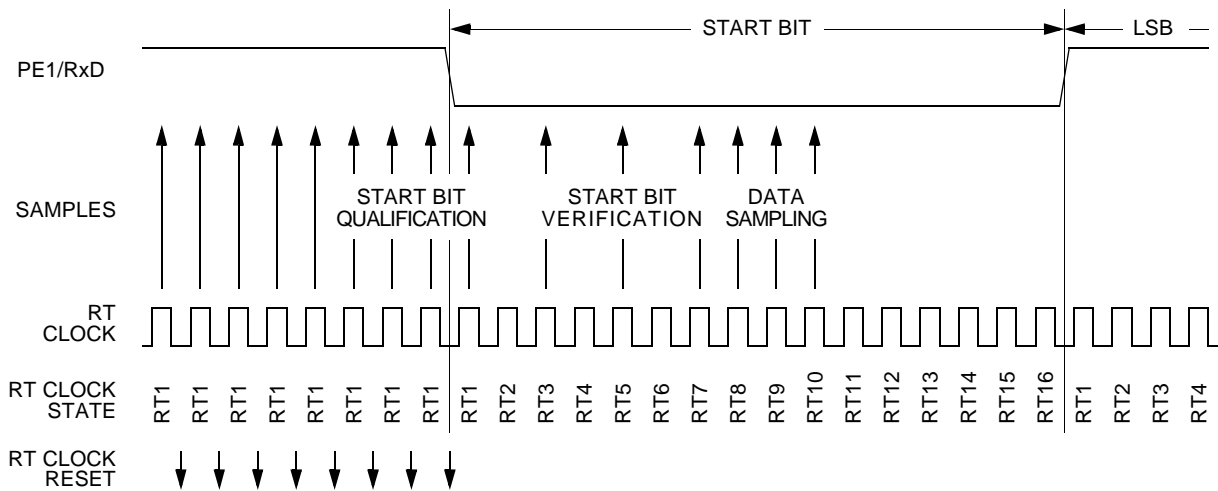 START BIT
LSB
PE1/RxD
SAMPLES
START BIT
QUALIFICATION
START BIT
VERIFICATION
DATA
SAMPLING
RT
CLOCK
RT CLOCK
STATE
RT1 RT1 RT1 RT1 RT1 RT1 RT1 RT1 RT1 RT2 RT3 RT4 RT5 RT6 RT7 RT8 RT9 RT10 RT11 RT12 RT13 RT14 RT15 RT16 RT1 RT2 RT3 RT4
RT CLOCK
RESET